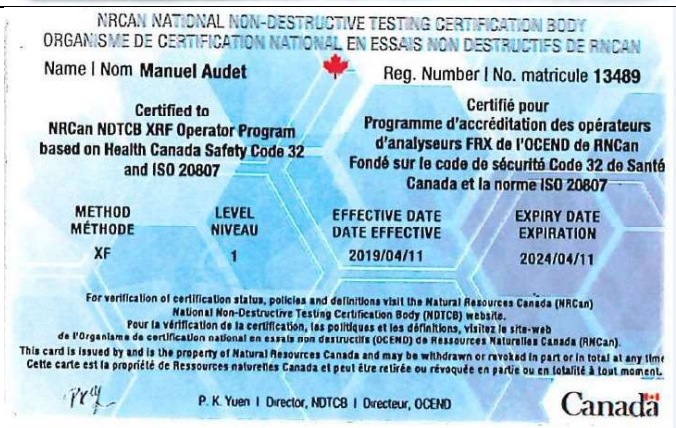 NRCAN NATIONAL NON-DESTRUCTIVE TESTING CERTIFICATION BODY
ORGANISME DE CERTIFICATION NATIONAL EN ESSAIS NON DESTRUCTIFS DE RNCAN
Name | Nom Manuel Audet
Reg. Number | No. matricule 13489
Certified to
NRCan NDTCB XRF Operator Program
based on Health Canada Safety Code 32
and ISO 20807
Certifié pour
Programme d'accréditation des opérateurs
d'analyseurs FRX de l'OCEND de RNCan
Fondé sur le code de sécurité Code 32 de Santé
Canada et la norme ISO 20807
METHOD LEVEL EFFECTIVE DATE EXPIRY DATE
MÉTHODE NIVEAU DATE EFFECTIVE EXPIRATION
XF 1 2019/04/11 2024/04/11
For verification of certification status, policies and definitions visit the Natural Resources Canada (NRCan)
National Non-Destructive Testing Certification Body (NDTCB) website.
Pour la vérification de la certification, les politiques et les définitions, visitez le site-web
de l'Organisme de certification national en essais non destructifs (OCEND) de Ressources Naturelles Canada (RNCan).
This card is issued by and is the property of Natural Resources Canada and may be withdrawn or revoked in part or in total at any time
Cette carte est la propriété de Ressources naturelles Canada et peut être retirée ou révoquée en partie ou en totalité à tout moment.
P. K. Yuen | Director, NDTCB | Directeur, OCEND
Canada